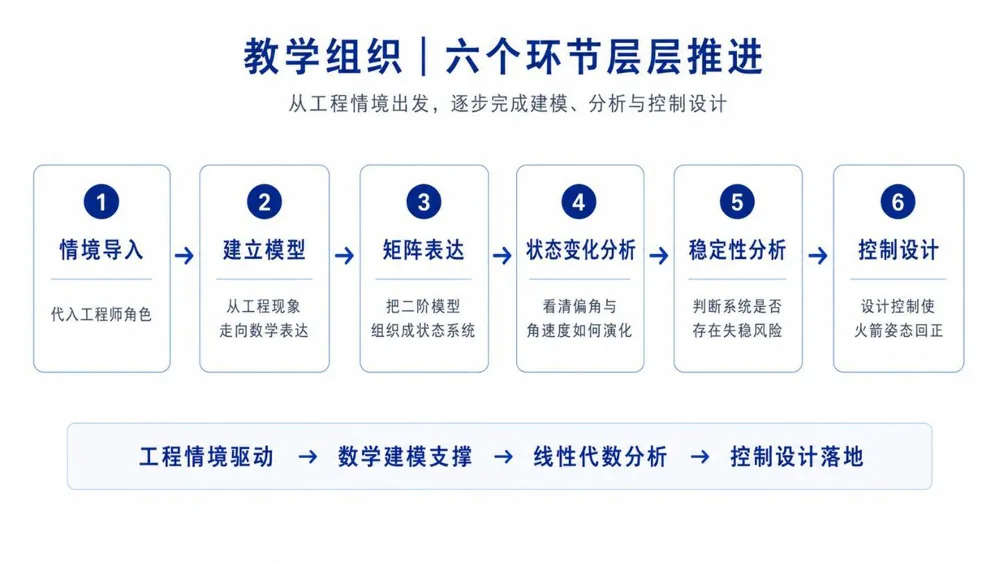 教学组织｜六个环节层层推进
从工程情境出发，逐步完成建模、分析与控制设计
1
情境导入
代入工程师角色
→
2
建立模型
从工程现象
走向数学表达
→
3
矩阵表达
把二阶模型
组织成状态系统
→
4
状态变化分析
看清偏角与
角速度如何演化
→
5
稳定性分析
判断系统是否
存在失稳风险
→
6
控制设计
设计控制使
火箭姿态回正
工程情境驱动 → 数学建模支撑 → 线性代数分析 → 控制设计落地